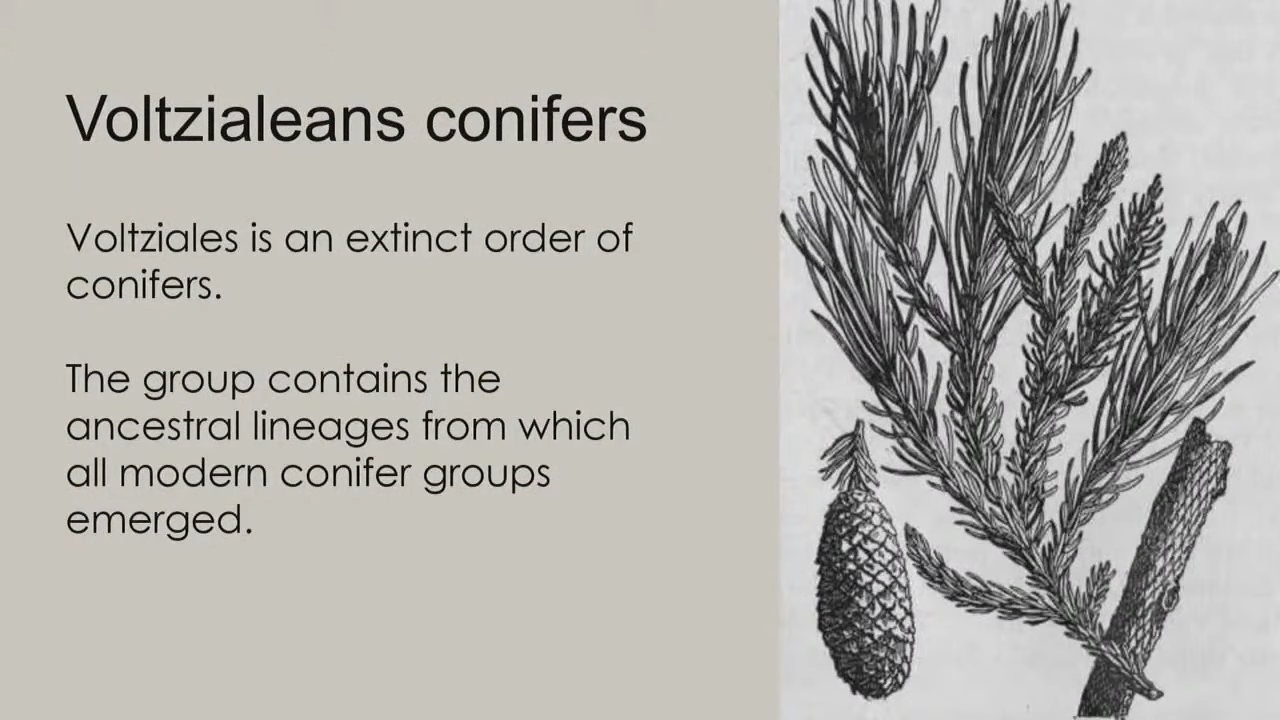 Voltzialeans conifers
Voltziales is an extinct order of
conifers.
The group contains the
ancestral lineages from which
all modern conifer groups
emerged.